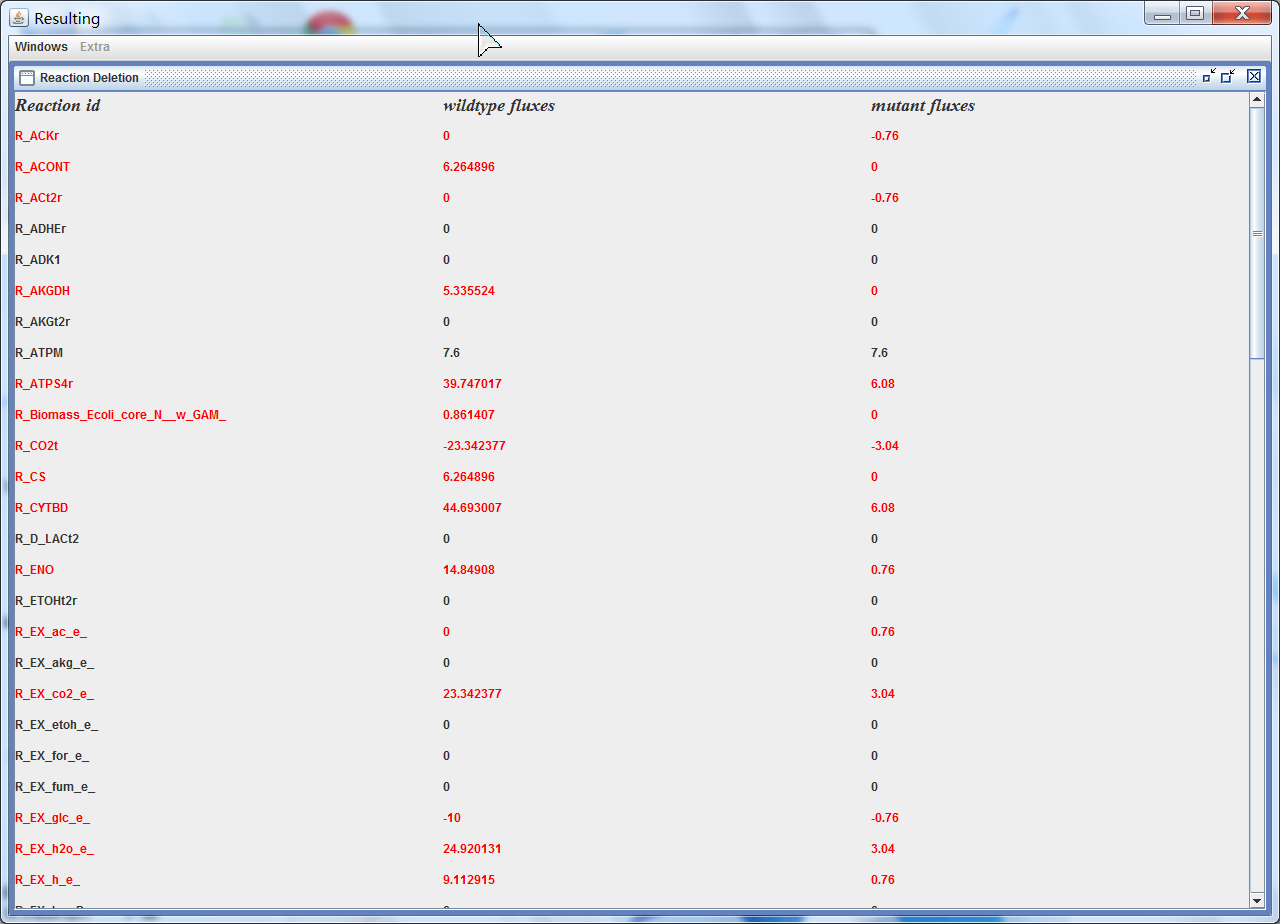 Resulting
Windows Extra
Reaction Deletion
Reaction id wildtype fluxes mutant fluxes
R_ACKr 0 -0.76
R_ACONT 6.264896 0
R_ACt2r 0 -0.76
R_ADHEr 0 0
R_ADK1 0 0
R_AKGDH 5.335524 0
R_AKGt2r 0 0
R_ATPM 7.6 7.6
R_ATPS4r 39.747017 6.08
R_Biomass_Ecoli_core_N__w_GAM_ 0.861407 0
R_CO2t -23.342377 -3.04
R_CS 6.264896 0
R_CYTBD 44.693007 6.08
R_D_LACt2 0 0
R_ENO 14.84908 0.76
R_ETOHt2r 0 0
R_EX_ac_e_ 0 0.76
R_EX_akg_e_ 0 0
R_EX_co2_e_ 23.342377 3.04
R_EX_etoh_e_ 0 0
R_EX_for_e_ 0 0
R_EX_fum_e_ 0 0
R_EX_glc_e_ -10 -0.76
R_EX_h2o_e_ 24.920131 3.04
R_EX_h_e_ 9.112915 0.76